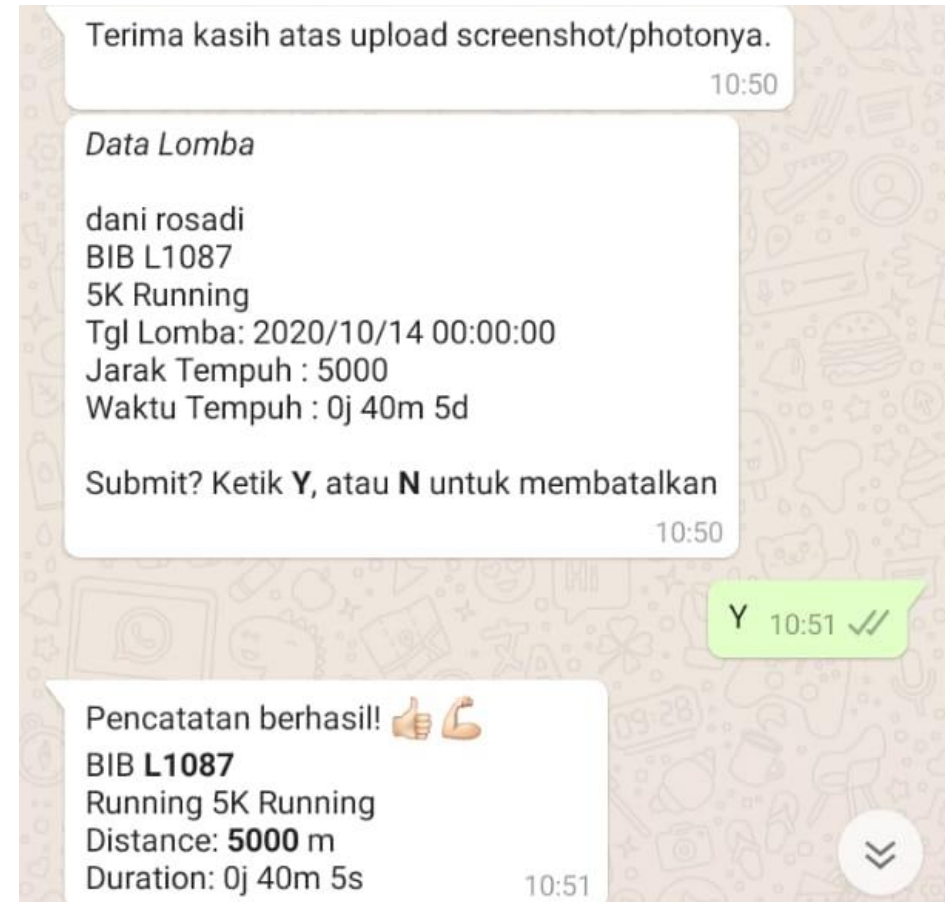 Terima kasih atas upload screenshot/photonya.
10:50
Data Lomba
dani rosadi
BIB L1087
5K Running
Tgl Lomba: 2020/10/14 00:00:00
Jarak Tempuh : 5000
Waktu Tempuh : 0j 40m 5d
Submit? Ketik Y, atau N untuk membatalkan
10:50
Y 10:51
Pencatatan berhasil! 👍🏻💪🏻
BIB L1087
Running 5K Running
Distance: 5000 m
Duration: 0j 40m 5s
10:51